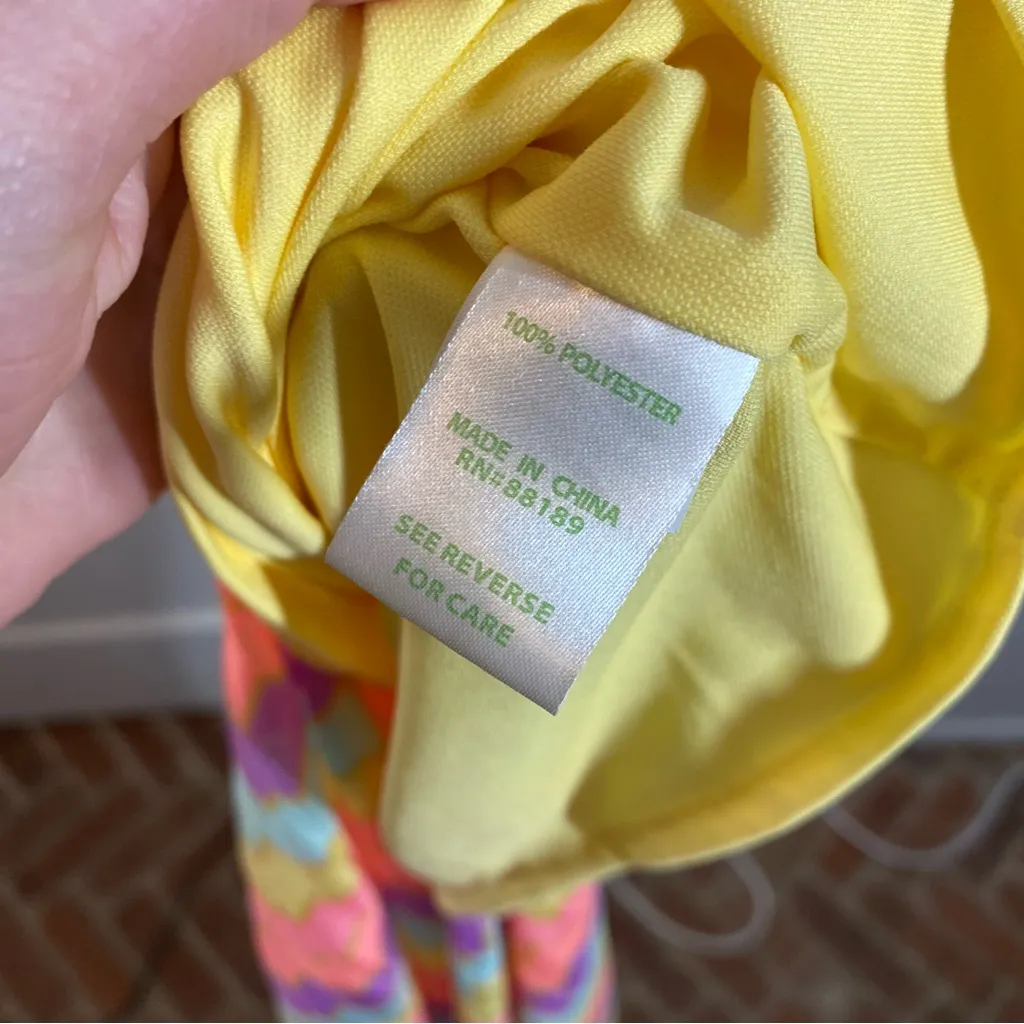 100% POLYESTER
MADE IN CHINA
RN#88189
SEE REVERSE
FOR CARE